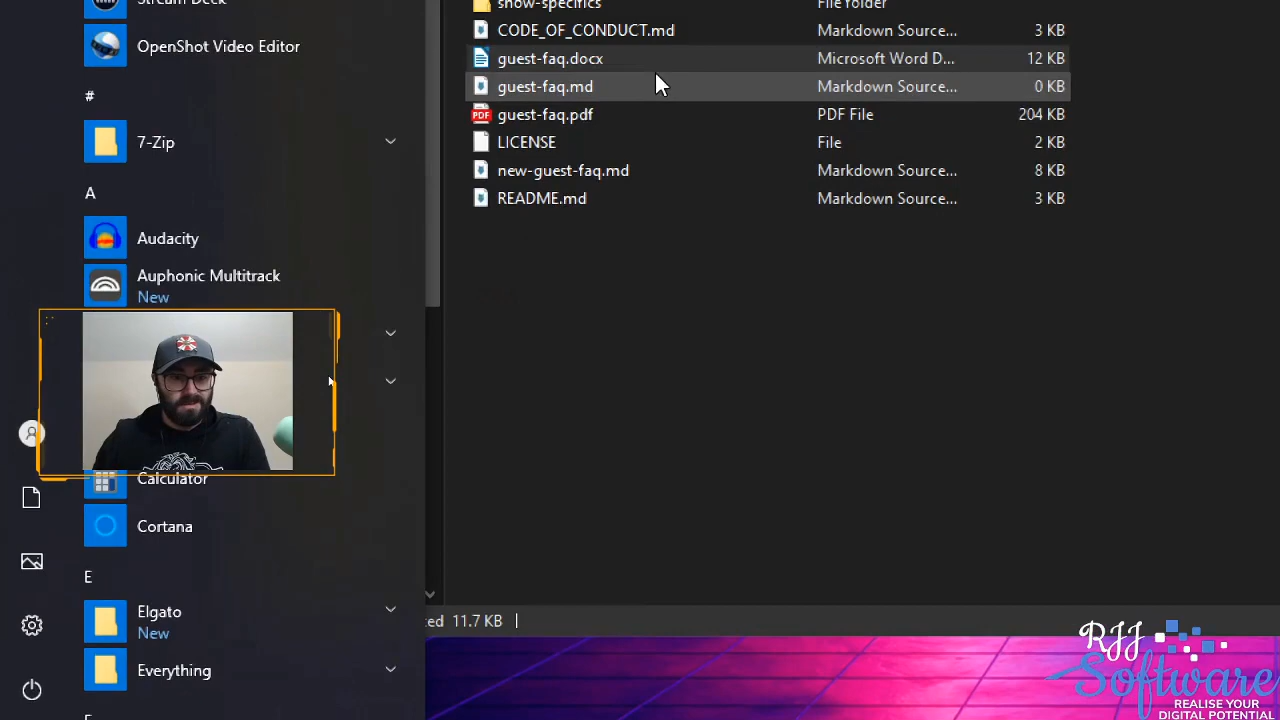 Stream Deck
OpenShot Video Editor
#
7-Zip
A
Audacity
Auphonic Multitrack
New
Calculator
Cortana
E
Elgato
New
Everything
show-specifics File folder
CODE_OF_CONDUCT.md Markdown Source... 3 KB
guest-faq.docx Microsoft Word D... 12 KB
guest-faq.md Markdown Source... 0 KB
PDF guest-faq.pdf PDF File 204 KB
LICENSE File 2 KB
new-guest-faq.md Markdown Source... 8 KB
README.md Markdown Source... 3 KB
cted 11.7 KB
RJJ
Software
REALISE YOUR
DIGITAL POTENTIAL